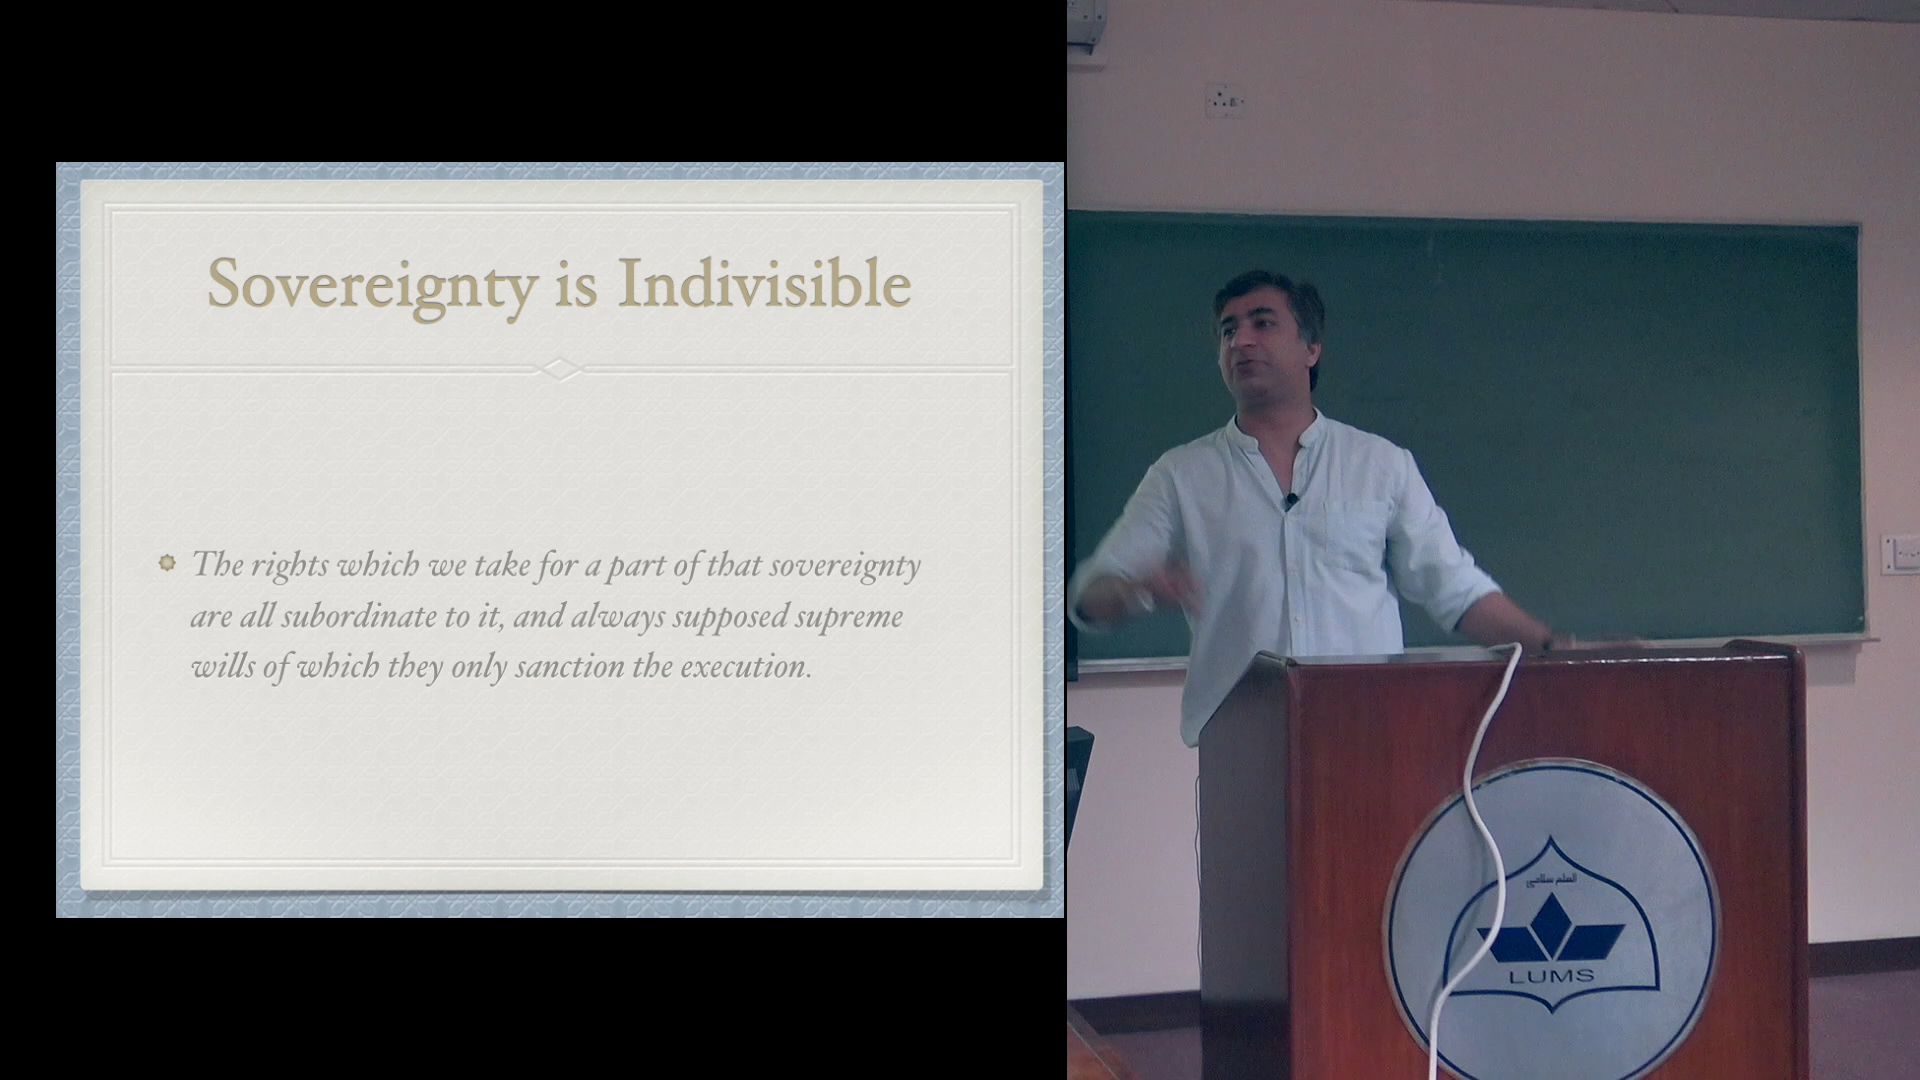 Sovereignty is Indivisible
The rights which we take for a part of that sovereignty
are all subordinate to it, and always supposed supreme
wills of which they only sanction the execution.
LUMS